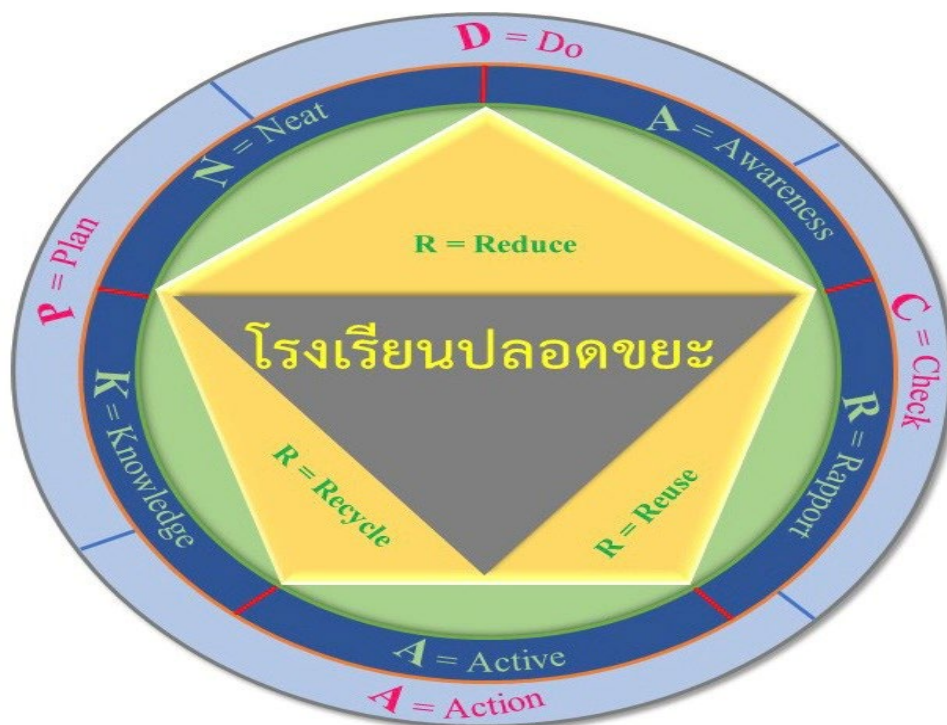 D = Do
N = Neat
A = Awareness
P = Plan
R = Reduce
C = Check
โรงเรียนปลอดขยะ
K = Knowledge
R = Recycle
R = Reuse
R = Rapport
A = Active
A = Action